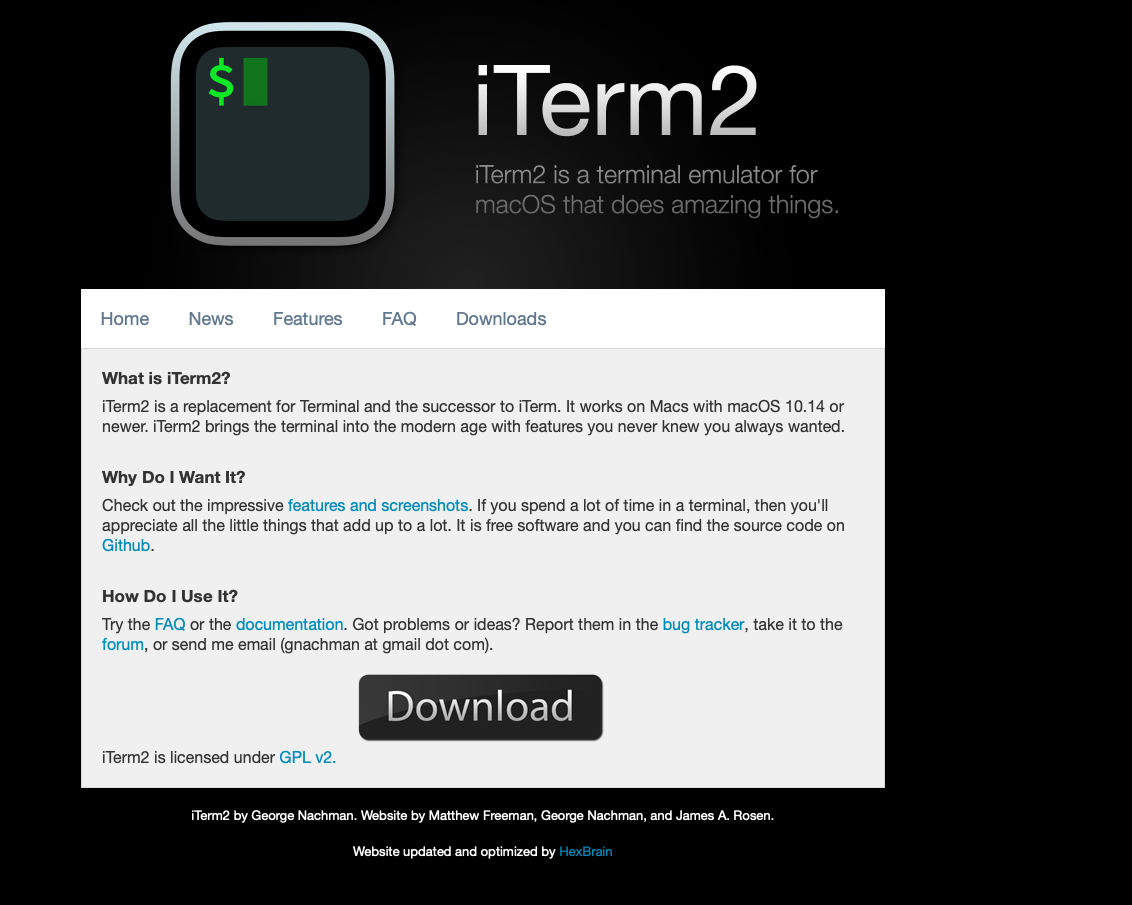 $
iTerm2
iTerm2 is a terminal emulator for
macOS that does amazing things.
Home News Features FAQ Downloads
What is iTerm2?
iTerm2 is a replacement for Terminal and the successor to iTerm. It works on Macs with macOS 10.14 or
newer. iTerm2 brings the terminal into the modern age with features you never knew you always wanted.
Why Do I Want It?
Check out the impressive features and screenshots. If you spend a lot of time in a terminal, then you'll
appreciate all the little things that add up to a lot. It is free software and you can find the source code on
Github.
How Do I Use It?
Try the FAQ or the documentation. Got problems or ideas? Report them in the bug tracker, take it to the
forum, or send me email (gnachman at gmail dot com).
Download
iTerm2 is licensed under GPL v2.
iTerm2 by George Nachman. Website by Matthew Freeman, George Nachman, and James A. Rosen.
Website updated and optimized by HexBrain